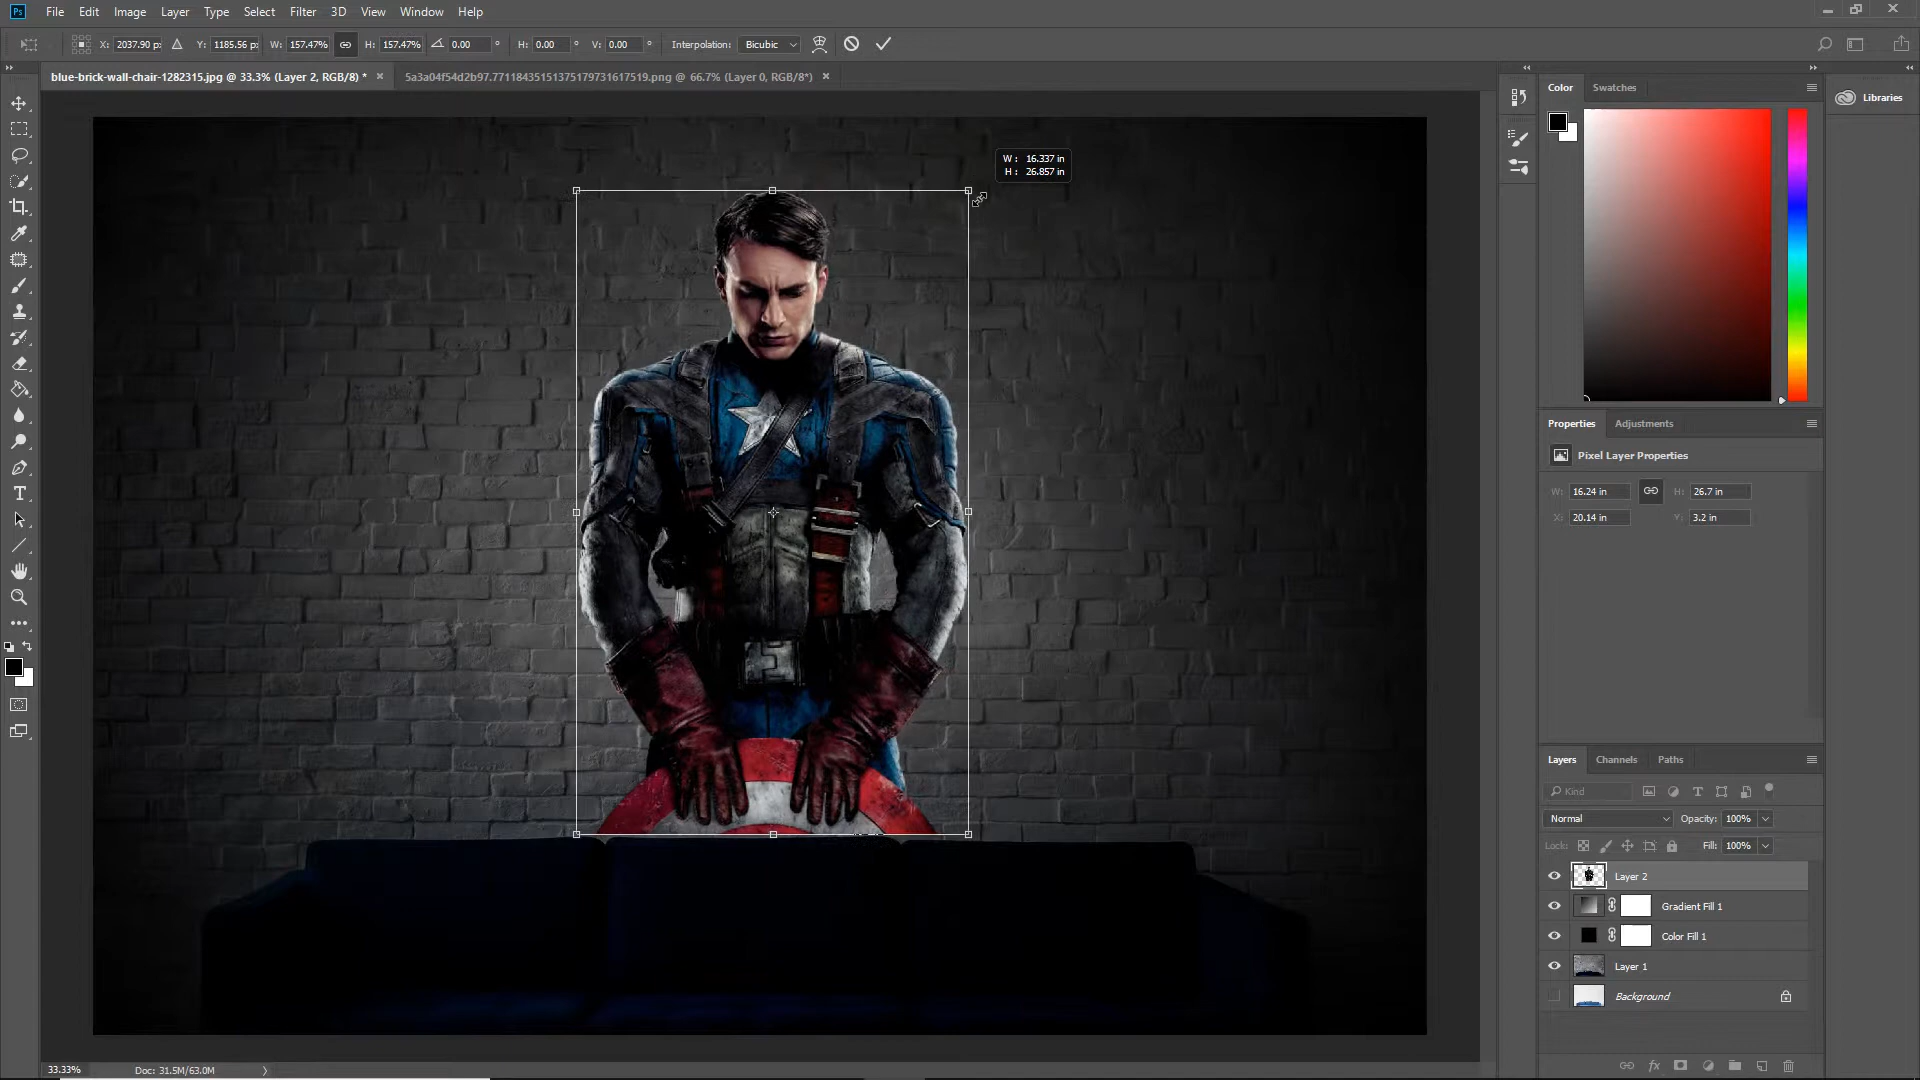 Ps File Edit Image Layer Type Select Filter 3D View Window Help
X: 2037.90 p: Y: 1185.56 p: W: 157.47% H: 157.47% 0.00 ° H: 0.00 ° V: 0.00 ° Interpolation: Bicubic
blue-brick-wall-chair-1282315.jpg @ 33.3% (Layer 2, RGB/8) * × 5a3a04f54d2b97.7711843515137517973161​7519.png @ 66.7% (Layer 0, RGB/8*) ×
Color Swatches
Libraries
W : 16.337 in
H : 26.857 in
Properties Adjustments
Pixel Layer Properties
W: 16.24 in H: 26.7 in
X: 20.14 in Y: 3.2 in
Layers Channels Paths
Kind
Normal Opacity: 100%
Lock: Fill: 100%
Layer 2
Gradient Fill 1
Color Fill 1
Layer 1
Background
33.33% Doc: 31.5M/63.0M